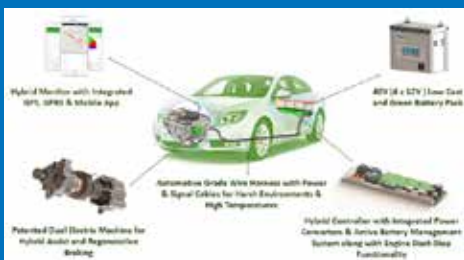 Hybrid Monitor with Integrated
GPS, GPRS & Mobile App
48V (4 x 12V) Low Cost
and Green Battery Pack
Automotive Grade Wire Harness with Power
& Signal Cables for Harsh Environments &
High Temperatures
Patented Dual Electric Machine for
Hybrid Assist and Regenerative
Braking
Hybrid Controller with Integrated Power
Converters & Active Battery Management
System along with Engine Start Stop
Functionality